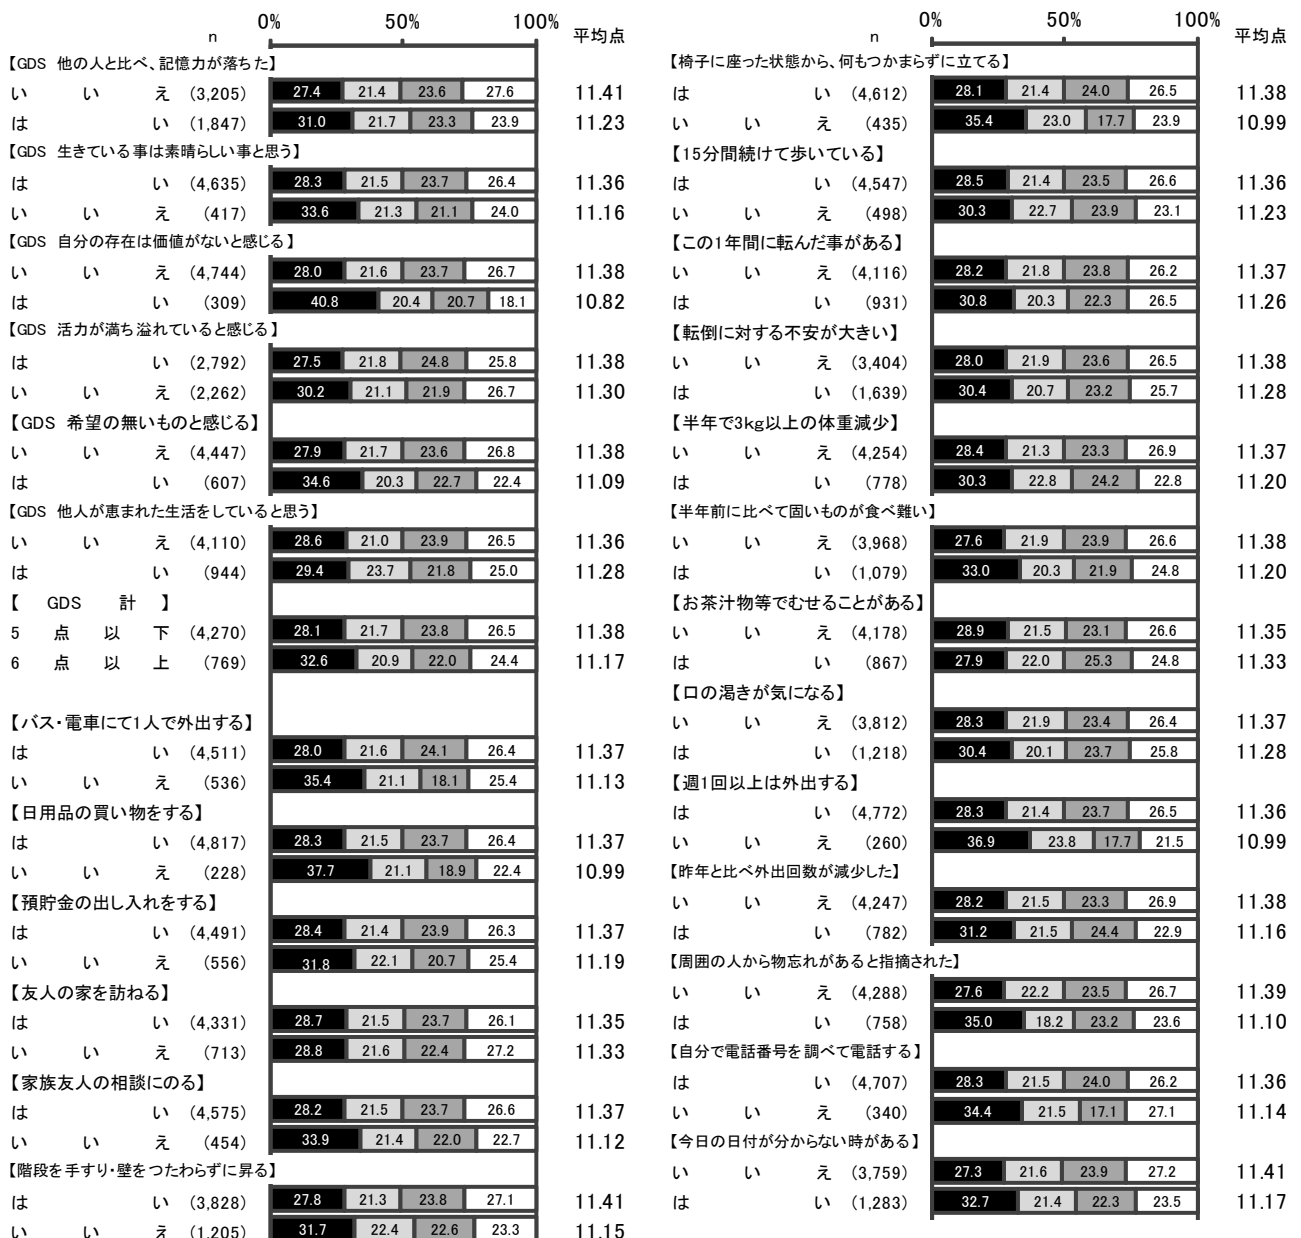 0% 50% 100%
n 平均点
【GDS 他の人と比べ、記憶力が落ちた】
いいえ (3,205) 27.4 21.4 23.6 27.6 11.41
はい (1,847) 31.0 21.7 23.3 23.9 11.23
【GDS 生きている事は素晴らしい事と思う】
はい (4,635) 28.3 21.5 23.7 26.4 11.36
いいえ (417) 33.6 21.3 21.1 24.0 11.16
【GDS 自分の存在は価値がないと感じる】
いいえ (4,744) 28.0 21.6 23.7 26.7 11.38
はい (309) 40.8 20.4 20.7 18.1 10.82
【GDS 活力が満ち溢れていると感じる】
はい (2,792) 27.5 21.8 24.8 25.8 11.38
いいえ (2,262) 30.2 21.1 21.9 26.7 11.30
【GDS 希望の無いものと感じる】
いいえ (4,447) 27.9 21.7 23.6 26.8 11.38
はい (607) 34.6 20.3 22.7 22.4 11.09
【GDS 他人が恵まれた生活をしていると思う】
いいえ (4,110) 28.6 21.0 23.9 26.5 11.36
はい (944) 29.4 23.7 21.8 25.0 11.28
【 GDS 計 】
5点以下 (4,270) 28.1 21.7 23.8 26.5 11.38
6点以上 (769) 32.6 20.9 22.0 24.4 11.17
【バス・電車にて1人で外出する】
はい (4,511) 28.0 21.6 24.1 26.4 11.37
いいえ (536) 35.4 21.1 18.1 25.4 11.13
【日用品の買い物をする】
はい (4,817) 28.3 21.5 23.7 26.4 11.37
いいえ (228) 37.7 21.1 18.9 22.4 10.99
【預貯金の出し入れをする】
はい (4,491) 28.4 21.4 23.9 26.3 11.37
いいえ (556) 31.8 22.1 20.7 25.4 11.19
【友人の家を訪ねる】
はい (4,331) 28.7 21.5 23.7 26.1 11.35
いいえ (713) 28.8 21.6 22.4 27.2 11.33
【家族友人の相談にのる】
はい (4,575) 28.2 21.5 23.7 26.6 11.37
いいえ (454) 33.9 21.4 22.0 22.7 11.12
【階段を手すり・壁をつたわらずに昇る】
はい (3,828) 27.8 21.3 23.8 27.1 11.41
いいえ (1,205) 31.7 22.4 22.6 23.3 11.15
0% 50% 100%
n 平均点
【椅子に座った状態から、何もつかまらずに立てる】
はい (4,612) 28.1 21.4 24.0 26.5 11.38
いいえ (435) 35.4 23.0 17.7 23.9 10.99
【15分間続けて歩いている】
はい (4,547) 28.5 21.4 23.5 26.6 11.36
いいえ (498) 30.3 22.7 23.9 23.1 11.23
【この1年間に転んだ事がある】
いいえ (4,116) 28.2 21.8 23.8 26.2 11.37
はい (931) 30.8 20.3 22.3 26.5 11.26
【転倒に対する不安が大きい】
いいえ (3,404) 28.0 21.9 23.6 26.5 11.38
はい (1,639) 30.4 20.7 23.2 25.7 11.28
【半年で3kg以上の体重減少】
いいえ (4,254) 28.4 21.3 23.3 26.9 11.37
はい (778) 30.3 22.8 24.2 22.8 11.20
【半年前に比べて固いものが食べ難い】
いいえ (3,968) 27.6 21.9 23.9 26.6 11.38
はい (1,079) 33.0 20.3 21.9 24.8 11.20
【お茶汁物等でむせることがある】
いいえ (4,178) 28.9 21.5 23.1 26.6 11.35
はい (867) 27.9 22.0 25.3 24.8 11.33
【口の渇きが気になる】
いいえ (3,812) 28.3 21.9 23.4 26.4 11.37
はい (1,218) 30.4 20.1 23.7 25.8 11.28
【週1回以上は外出する】
はい (4,772) 28.3 21.4 23.7 26.5 11.36
いいえ (260) 36.9 23.8 17.7 21.5 10.99
【昨年と比べ外出回数が減少した】
いいえ (4,247) 28.2 21.5 23.3 26.9 11.38
はい (782) 31.2 21.5 24.4 22.9 11.16
【周囲の人から物忘れがあると指摘された】
いいえ (4,288) 27.6 22.2 23.5 26.7 11.39
はい (758) 35.0 18.2 23.2 23.6 11.10
【自分で電話番号を調べて電話する】
はい (4,707) 28.3 21.5 24.0 26.2 11.36
いいえ (340) 34.4 21.5 17.1 27.1 11.14
【今日の日付が分からない時がある】
いいえ (3,759) 27.3 21.6 23.9 27.2 11.41
はい (1,283) 32.7 21.4 22.3 23.5 11.17